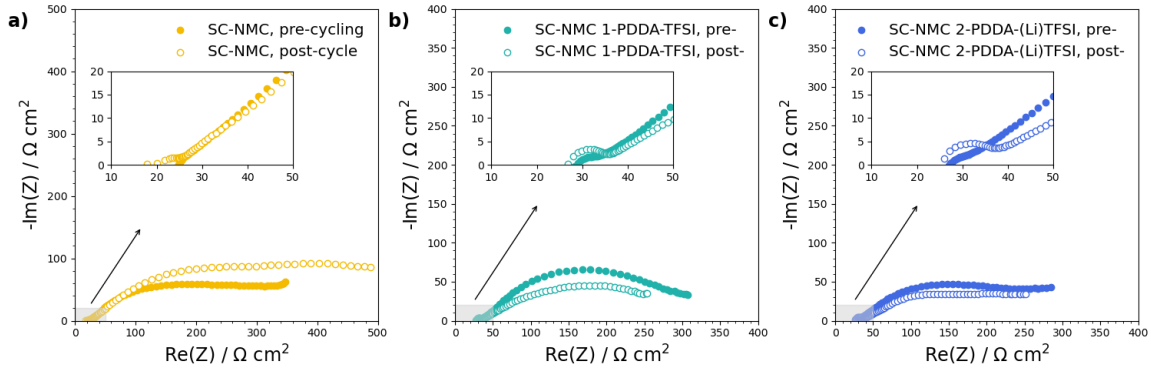 a)
SC-NMC, pre-cycling
SC-NMC, post-cycle
500
400
300
200
100
0
-Im(Z) / Ω cm²
20
15
10
5
0
10 20 30 40 50
0 100 200 300 400 500
Re(Z) / Ω cm²
b)
SC-NMC 1-PDDA-TFSI, pre-
SC-NMC 1-PDDA-TFSI, post-
400
350
300
250
200
150
100
50
0
-Im(Z) / Ω cm²
20
15
10
5
0
10 20 30 40 50
0 50 100 150 200 250 300 350 400
Re(Z) / Ω cm²
c)
SC-NMC 2-PDDA-(Li)TFSI, pre-
SC-NMC 2-PDDA-(Li)TFSI, post-
400
350
300
250
200
150
100
50
0
-Im(Z) / Ω cm²
20
15
10
5
0
10 20 30 40 50
0 50 100 150 200 250 300 350 400
Re(Z) / Ω cm²